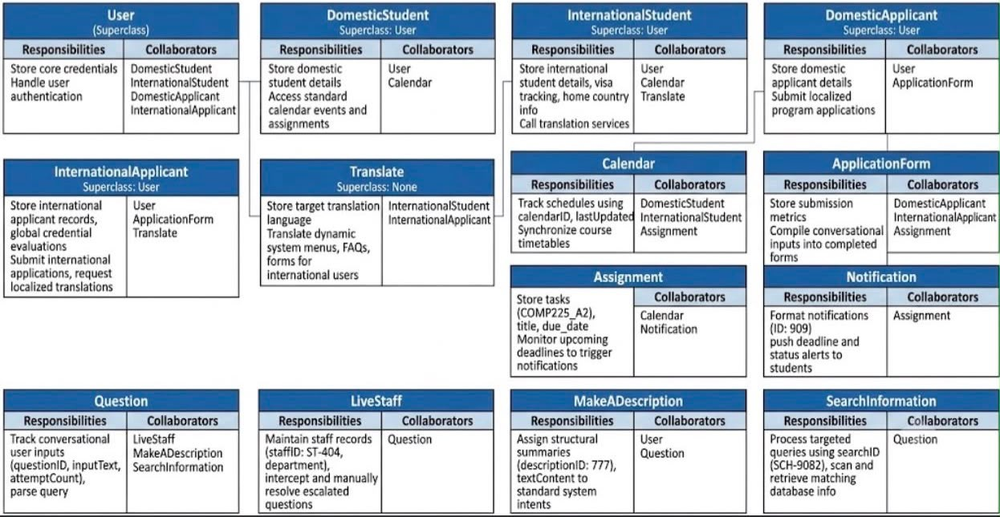 User
(Superclass)
Responsibilities
Collaborators
Store core credentials
Handle user
authentication
DomesticStudent
InternationalStudent
DomesticApplicant
InternationalApplicant
DomesticStudent
Superclass: User
Responsibilities
Collaborators
Store domestic
student details
Access standard
calendar events and
assignments
User
Calendar
InternationalStudent
Superclass: User
Responsibilities
Collaborators
Store international
student details, visa
tracking, home country
info
Call translation services
User
Calendar
Translate
DomesticApplicant
Superclass: User
Responsibilities
Collaborators
Store domestic
applicant details
Submit localized
program applications
User
ApplicationForm
InternationalApplicant
Superclass: User
Store international
applicant records,
global credential
evaluations
Submit international
applications, request
localized translations
User
ApplicationForm
Translate
Translate
Superclass: None
Store target translation
language
Translate dynamic
system menus, FAQs,
forms for
international users
InternationalStudent
InternationalApplicant
Calendar
Responsibilities
Collaborators
Track schedules using
calendarID, lastUpdated
Synchronize course
timetables
DomesticStudent
InternationalStudent
Assignment
ApplicationForm
Responsibilities
Collaborators
Store submission
metrics
Compile conversational
inputs into completed
forms
DomesticApplicant
InternationalApplicant
Assignment
Assignment
Collaborators
Store tasks
(COMP225_A2),
title, due_date
Monitor upcoming
deadlines to trigger
notifications
Calendar
Notification
Notification
Responsibilities
Collaborators
Format notifications
(ID: 909)
push deadline and
status alerts to
students
Assignment
Question
Responsibilities
Collaborators
Track conversational
user inputs
(questionID, inputText,
attemptCount),
parse query
LiveStaff
MakeADescription
SearchInformation
LiveStaff
Responsibilities
Collaborators
Maintain staff records
(staffID: ST-404,
department),
intercept and manually
resolve escalated
questions
Question
MakeADescription
Responsibilities
Collaborators
Assign structural
summaries
(descriptionID: 777),
textContent to
standard system
intents
User
Question
SearchInformation
Responsibilities
Collaborators
Process targeted
queries using searchID
(SCH-9082), scan and
retrieve matching
database info
Question